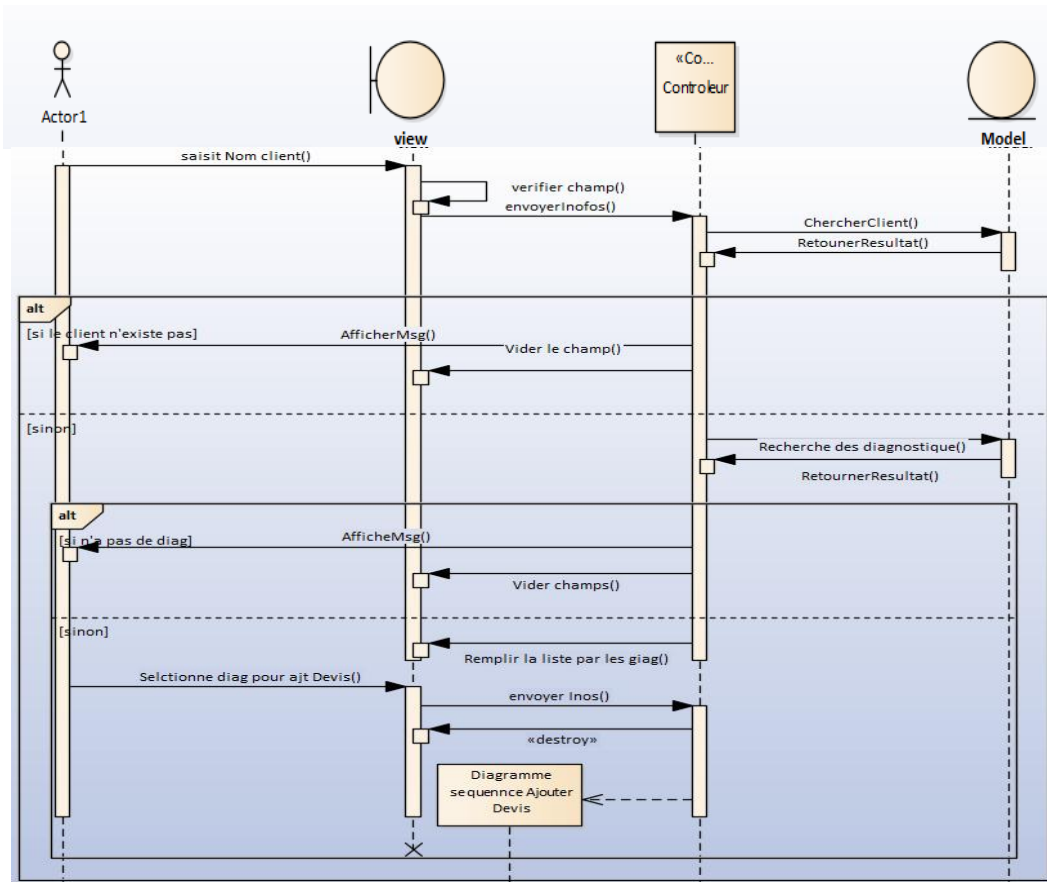 «Co...
Controleur
Actor1
view
Model
saisit Nom client()
verifier champ()
envoyerInofos()
ChercherClient()
RetounerResultat()
alt
[si le client n'existe pas]
AfficherMsg()
Vider le champ()
[sinon]
Recherche des diagnostique()
RetournerResultat()
alt
[si n'a pas de diag]
AfficheMsg()
Vider champs()
[sinon]
Remplir la liste par les giag()
Selctionne diag pour ajt Devis()
envoyer Inos()
«destroy»
Diagramme
sequennce Ajouter
Devis